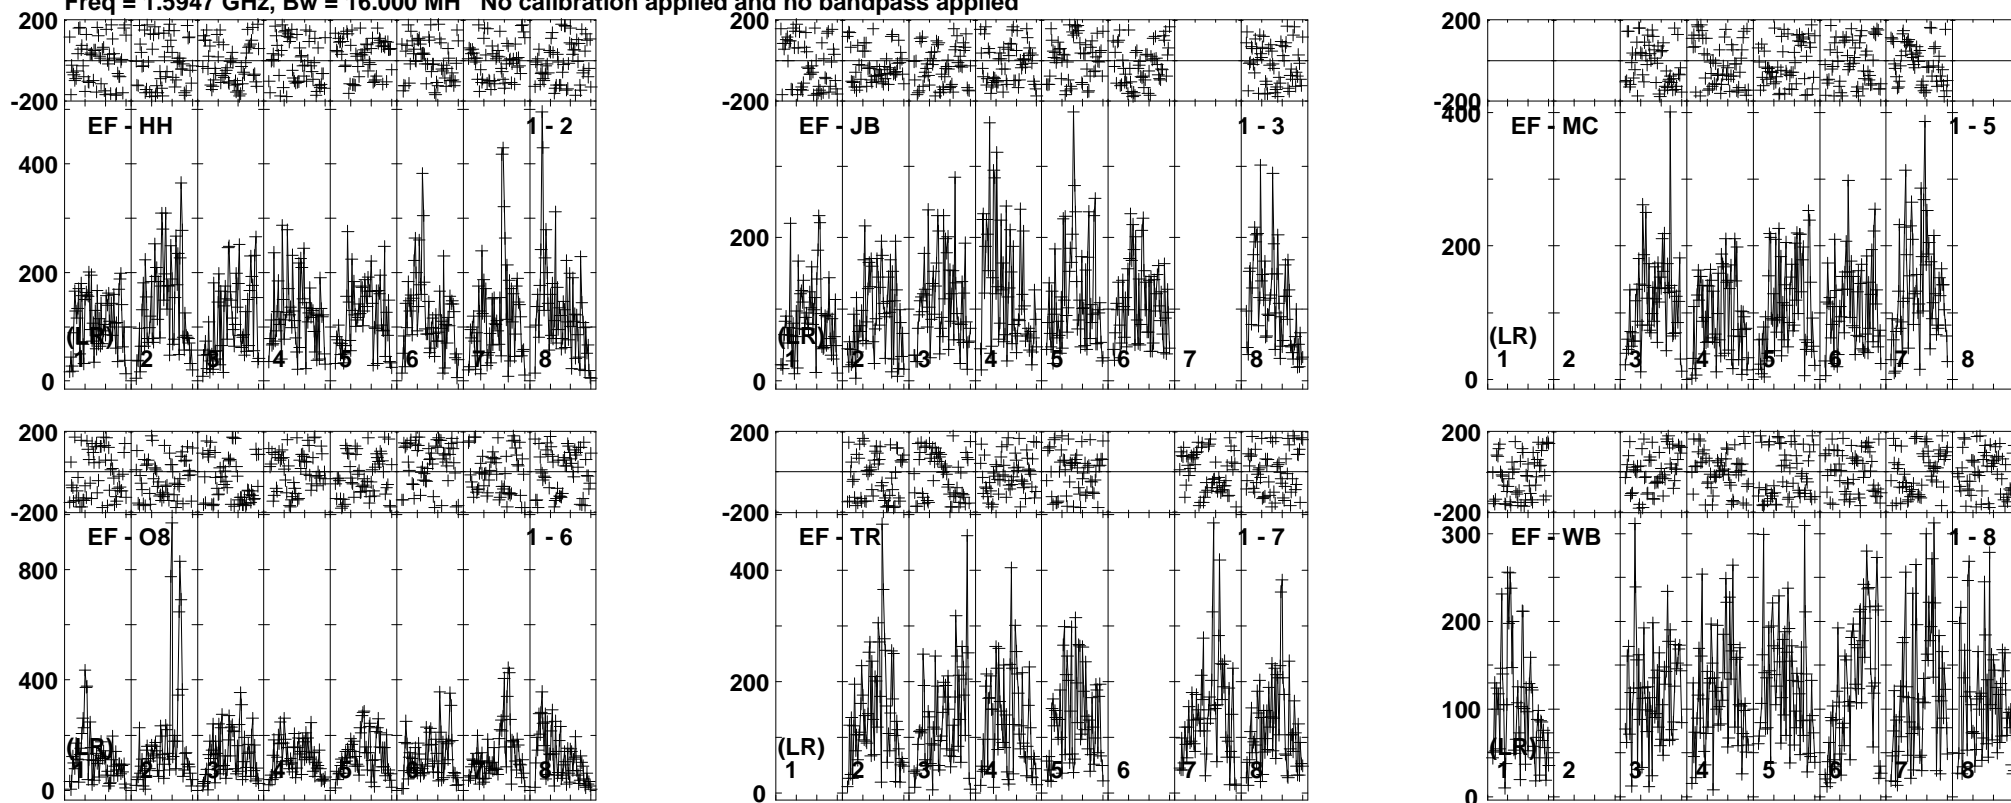 Freq = 1.5947 GHz, Bw = 16.000 MH No calibration applied and no bandpass applied
200
-200
EF - HH 1 - 2
400
200
0
(LR)
1 2 3 4 5 6 7 8
200
-200
EF - JB 1 - 3
200
0
(LR)
1 2 3 4 5 6 7 8
200
-200
400
EF - MC 1 - 5
200
0
(LR)
1 2 3 4 5 6 7 8
200
-200
EF - O8 1 - 6
800
400
0
(LR)
1 2 3 4 5 6 7 8
200
-200
EF - TR 1 - 7
400
200
0
(LR)
1 2 3 4 5 6 7 8
200
-200
300
EF - WB 1 - 8
200
100
0
(LR)
1 2 3 4 5 6 7 8